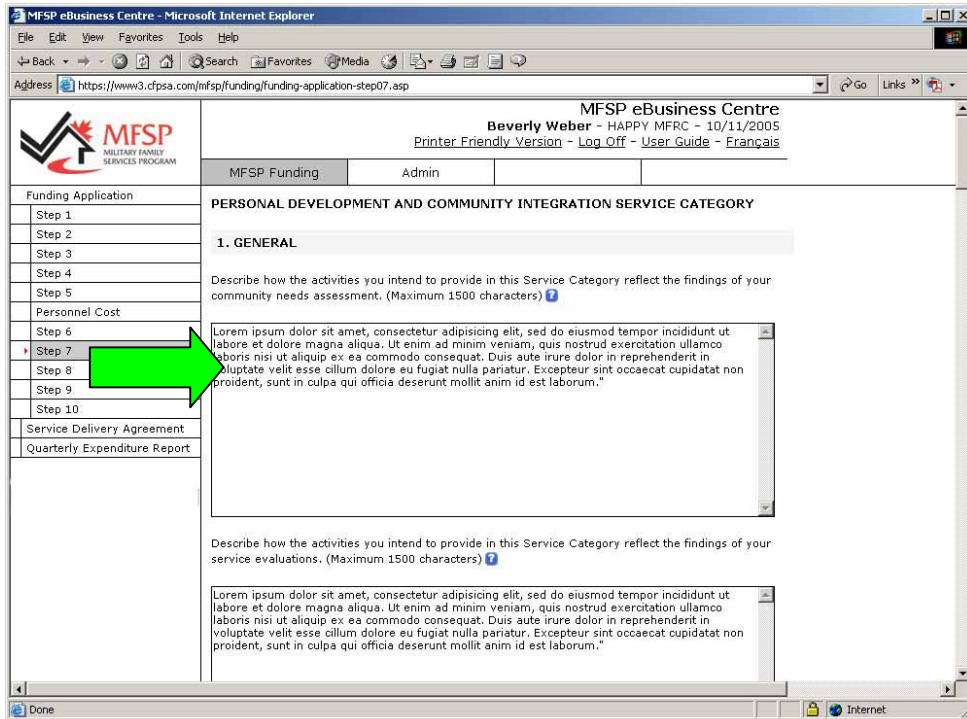 MFSP eBusiness Centre - Microsoft Internet Explorer
File Edit View Favorites Tools Help
Back Search Favorites Media
Address https://www3.cfpsa.com/mfsp/funding/funding-application-step07.asp Go Links »
MFSP
MILITARY FAMILY
SERVICES PROGRAM
MFSP eBusiness Centre
Beverly Weber - HAPPY MFRC - 10/11/2005
Printer Friendly Version - Log Off - User Guide - Français
MFSP Funding Admin
Funding Application
Step 1
Step 2
Step 3
Step 4
Step 5
Personnel Cost
Step 6
Step 7
Step 8
Step 9
Step 10
Service Delivery Agreement
Quarterly Expenditure Report
PERSONAL DEVELOPMENT AND COMMUNITY INTEGRATION SERVICE CATEGORY
1. GENERAL
Describe how the activities you intend to provide in this Service Category reflect the findings of your
community needs assessment. (Maximum 1500 characters) ?
Lorem ipsum dolor sit amet, consectetur adipisicing elit, sed do eiusmod tempor incididunt ut
labore et dolore magna aliqua. Ut enim ad minim veniam, quis nostrud exercitation ullamco
laboris nisi ut aliquip ex ea commodo consequat. Duis aute irure dolor in reprehenderit in
voluptate velit esse cillum dolore eu fugiat nulla pariatur. Excepteur sint occaecat cupidatat non
proident, sunt in culpa qui officia deserunt mollit anim id est laborum."
Describe how the activities you intend to provide in this Service Category reflect the findings of your
service evaluations. (Maximum 1500 characters) ?
Lorem ipsum dolor sit amet, consectetur adipisicing elit, sed do eiusmod tempor incididunt ut
labore et dolore magna aliqua. Ut enim ad minim veniam, quis nostrud exercitation ullamco
laboris nisi ut aliquip ex ea commodo consequat. Duis aute irure dolor in reprehenderit in
voluptate velit esse cillum dolore eu fugiat nulla pariatur. Excepteur sint occaecat cupidatat non
proident, sunt in culpa qui officia deserunt mollit anim id est laborum."
Done Internet